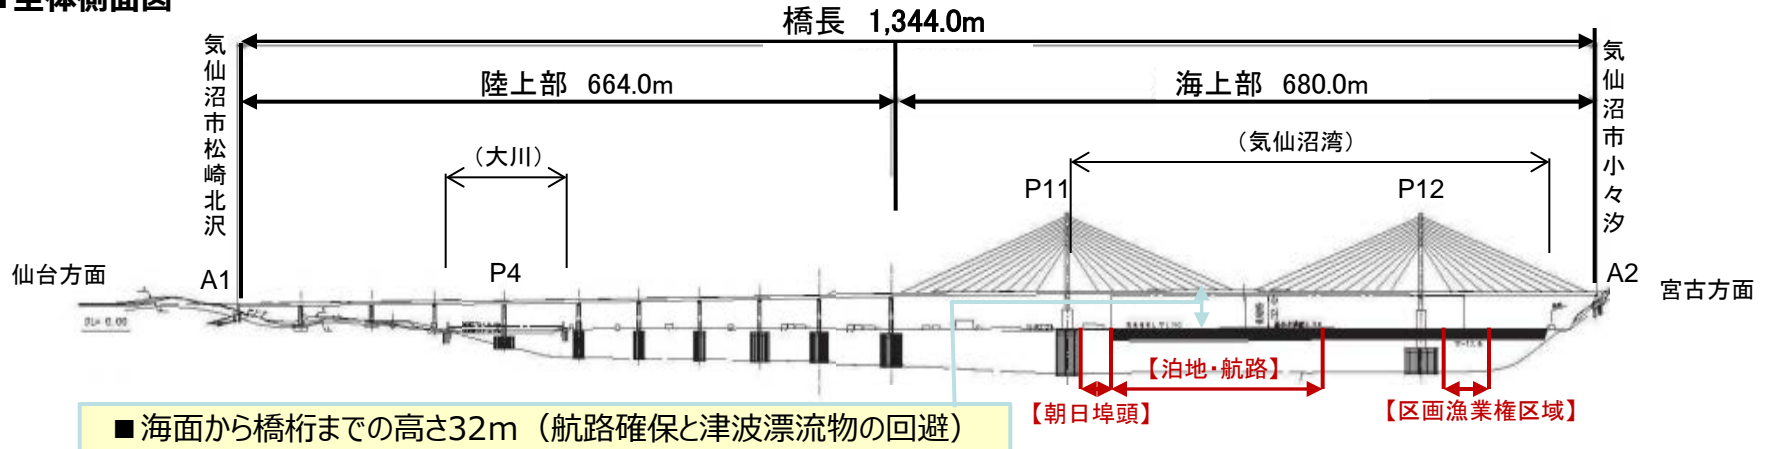 ■全体側面図
橋長 1,344.0m
陸上部 664.0m
海上部 680.0m
気仙沼市松崎北沢
気仙沼市小々汐
（大川）
（気仙沼湾）
P11
P12
仙台方面
A1
P4
A2
宮古方面
DL= 0.00
【泊地・航路】
【朝日埠頭】
【区画漁業権区域】
■海面から橋桁までの高さ32m（航路確保と津波漂流物の回避）